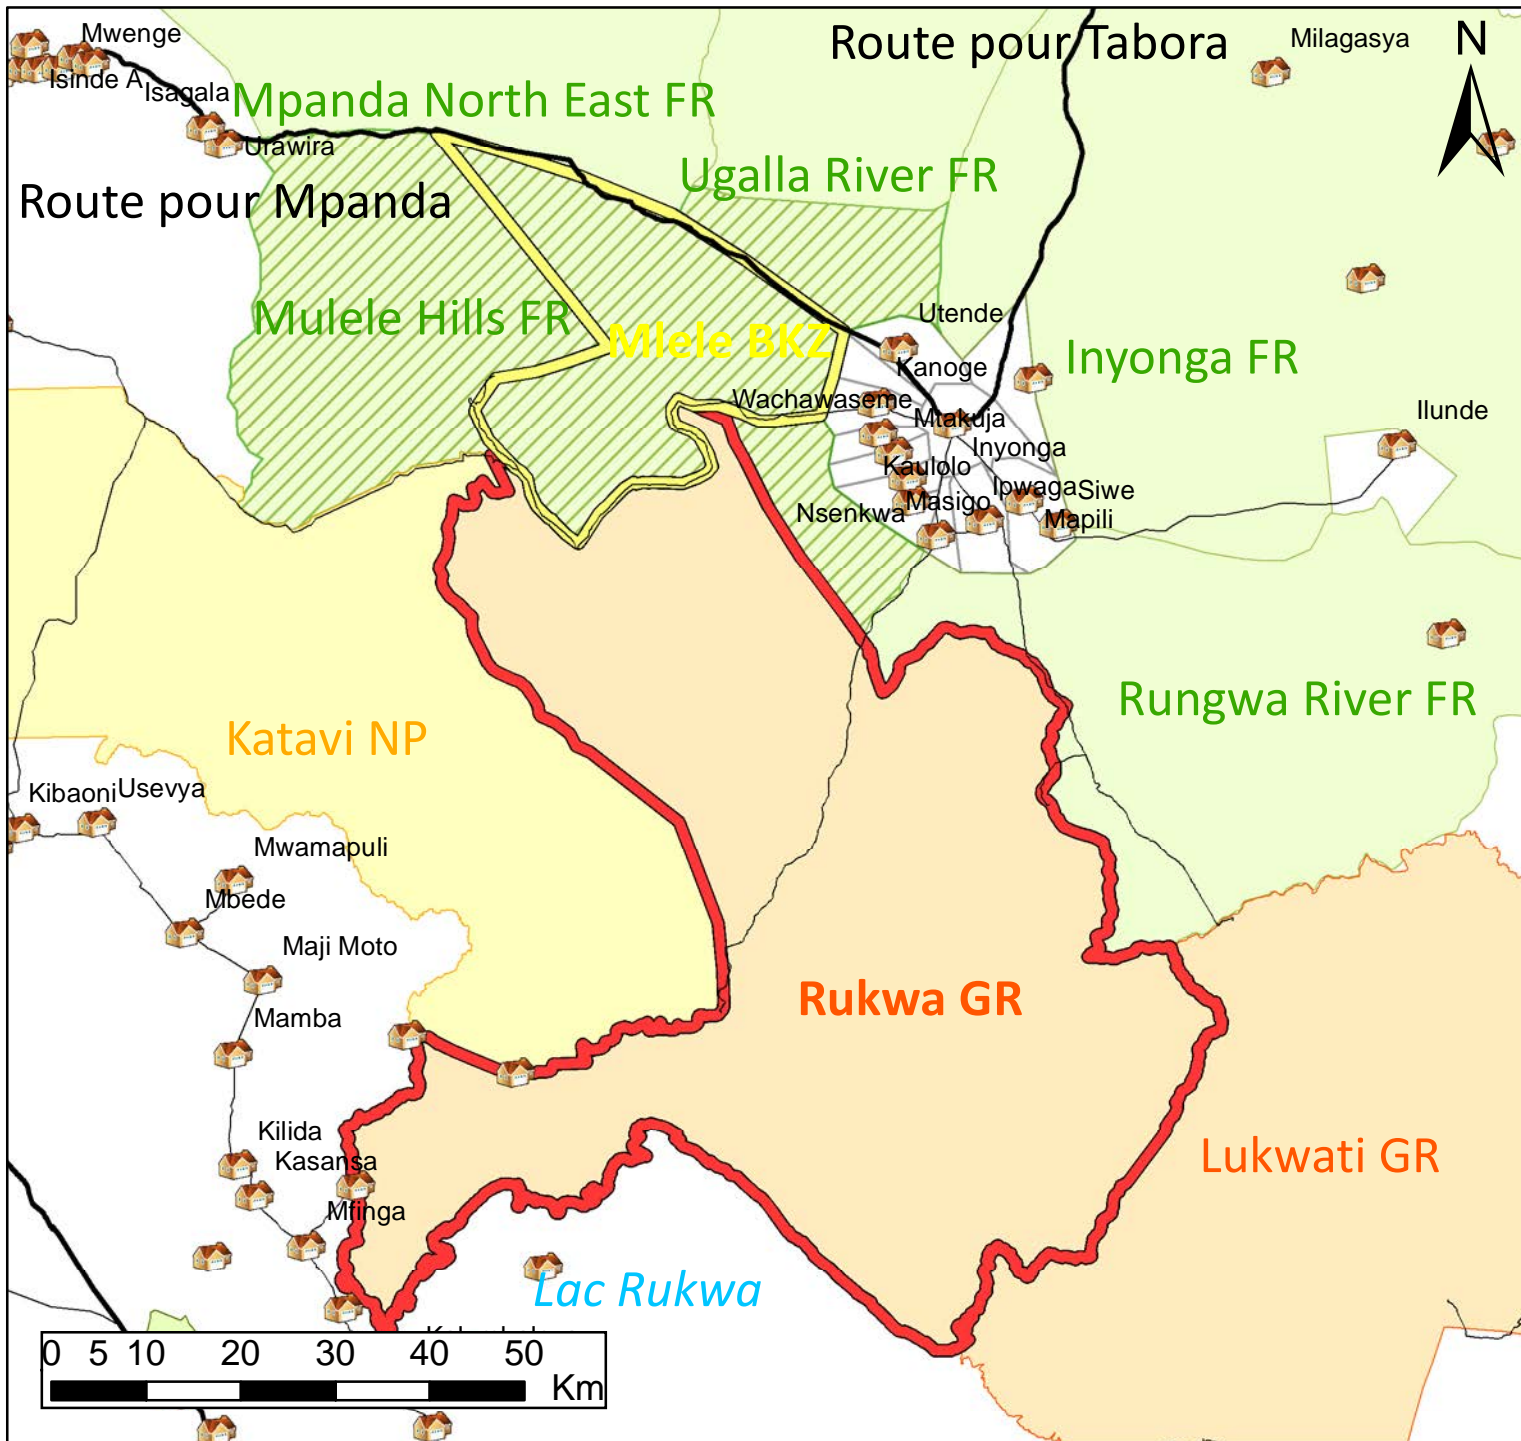 Mwenge
Route pour Tabora
Milagasya
N
Isinde A
Isagala
Mpanda North East FR
Urawira
Ugalla River FR
Route pour Mpanda
Mulele Hills FR
Mlele BKZ
Utende
Inyonga FR
Kanoge
Wachawaseme
Mtakuja
Ilunde
Inyonga
Kaulolo
Ipwaga
Siwe
Masigo
Nsenkwa
Mapili
Katavi NP
Rungwa River FR
Kibaoni
Usevya
Mwamapuli
Mbede
Maji Moto
Rukwa GR
Mamba
Kilida
Kasansa
Lukwati GR
Mfinga
Lac Rukwa
0 5 10 20 30 40 50
Km